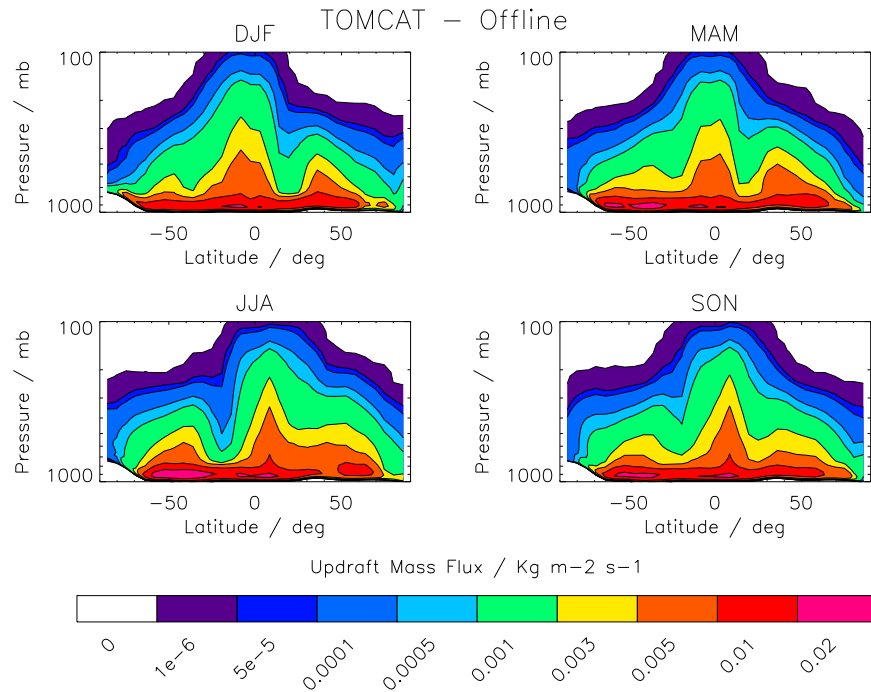 TOMCAT − Offline
DJF
MAM
100
1000
Pressure / mb
−50 0 50
Latitude / deg
100
1000
Pressure / mb
−50 0 50
Latitude / deg
JJA
SON
100
1000
Pressure / mb
−50 0 50
Latitude / deg
100
1000
Pressure / mb
−50 0 50
Latitude / deg
Updraft Mass Flux / Kg m−2 s−1
0 1e−6 5e−5 0.0001 0.0005 0.001 0.003 0.005 0.01 0.02